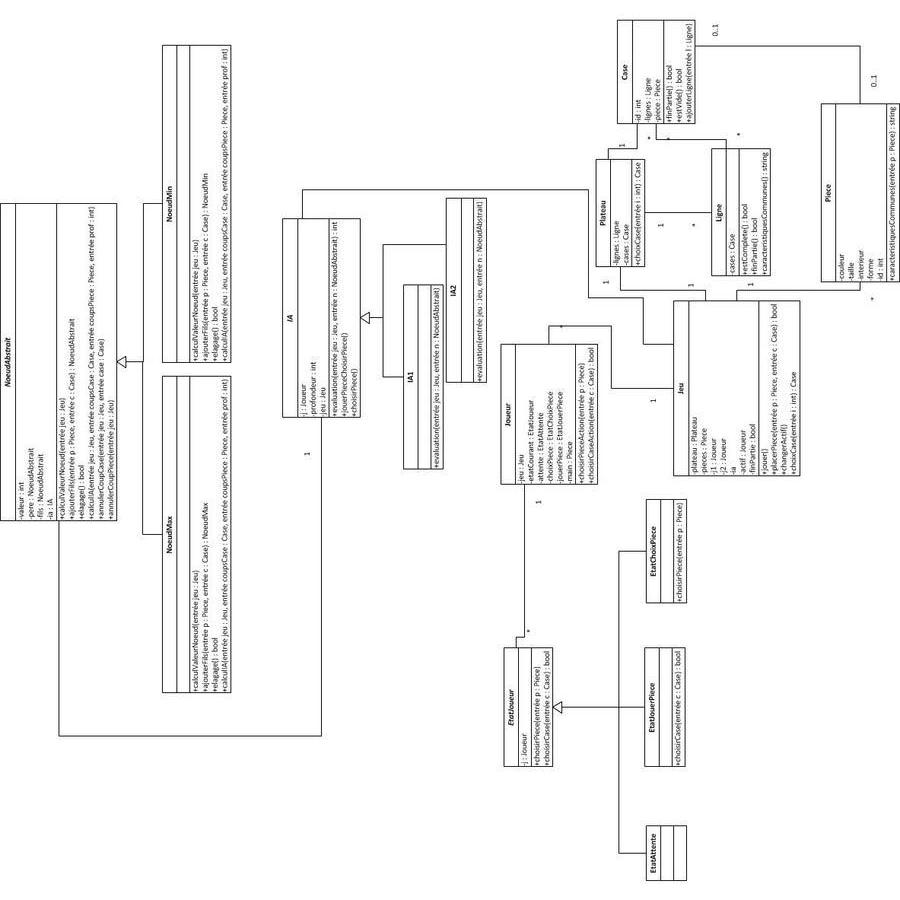 NoeudAbstrait
-valeur : int
-pere : NoeudAbstrait
-fils : NoeudAbstrait
-ia : IA
+calculValeurNoeud(entrée jeu : Jeu)
+ajouterFils(entrée p : Piece, entrée c : Case) : NoeudAbstrait
+elagage() : bool
+calculIA(entrée jeu : Jeu, entrée coupsCase : Case, entrée coupsPiece : Piece, entrée prof : int)
+annulerCoupCase(entrée jeu : Jeu, entrée case : Case)
+annulerCoupPiece(entrée jeu : Jeu)
NoeudMax
+calculValeurNoeud(entrée jeu : Jeu)
+ajouterFils(entrée p : Piece, entrée c : Case) : NoeudMax
+elagage() : bool
+calculIA(entrée jeu : Jeu, entrée coupsCase : Case, entrée coupsPiece : Piece, entrée prof : int)
NoeudMin
+calculValeurNoeud(entrée jeu : Jeu)
+ajouterFils(entrée p : Piece, entrée c : Case) : NoeudMin
+elagage() : bool
+calculIA(entrée jeu : Jeu, entrée coupsCase : Case, entrée coupsPiece : Piece, entrée prof : int)
IA
-j : Joueur
-profondeur : int
jeu : Jeu
+evaluation(entrée jeu : Jeu, entrée n : NoeudAbstrait) : int
+jouerPieceChoisirPiece()
+choisirPiece()
1
IA1
+evaluation(entrée jeu : Jeu, entrée n : NoeudAbstrait)
IA2
+evaluation(entrée jeu : Jeu, entrée n : NoeudAbstrait)
Joueur
-jeu : Jeu
-etatCourant : EtatJoueur
-attente : EtatAttente
-choixPiece : EtatChoixPiece
-jouerPiece : EtatJouerPiece
-main : Piece
+choisirPieceAction(entrée p : Piece)
+choisirCaseAction(entrée c : Case) : bool
1
*
*
EtatJoueur
-j : Joueur
+choisirPiece(entrée p : Piece)
+choisirCase(entrée c : Case) : bool
EtatAttente
EtatJouerPiece
+choisirCase(entrée c : Case) : bool
EtatChoixPiece
+choisirPiece(entrée p : Piece)
Plateau
-lignes : Ligne
-cases : Case
+choixCase(entrée i : int) : Case
1
1
1
*
Case
-id : int
-lignes : Ligne
-piece : Piece
+finPartie() : bool
+estVide() : bool
+ajouterLigne(entrée l : Ligne)
*
*
*
0..1
Ligne
-cases : Case
+estComplete() : bool
+finPartie() : bool
+caracteristiquesCommunes() : string
Jeu
-plateau : Plateau
-pieces : Piece
-j1 : Joueur
-j2 : Joueur
-ia
-actif : Joueur
-finPartie : bool
+jouer()
+placerPiece(entrée p : Piece, entrée c : Case) : bool
+changerActif()
+choixCase(entrée i : int) : Case
1
1
1
*
Piece
-couleur
-taille
-interieur
-forme
-id : int
+caracteristiquesCommunes(entrée p : Piece) : string
0..1